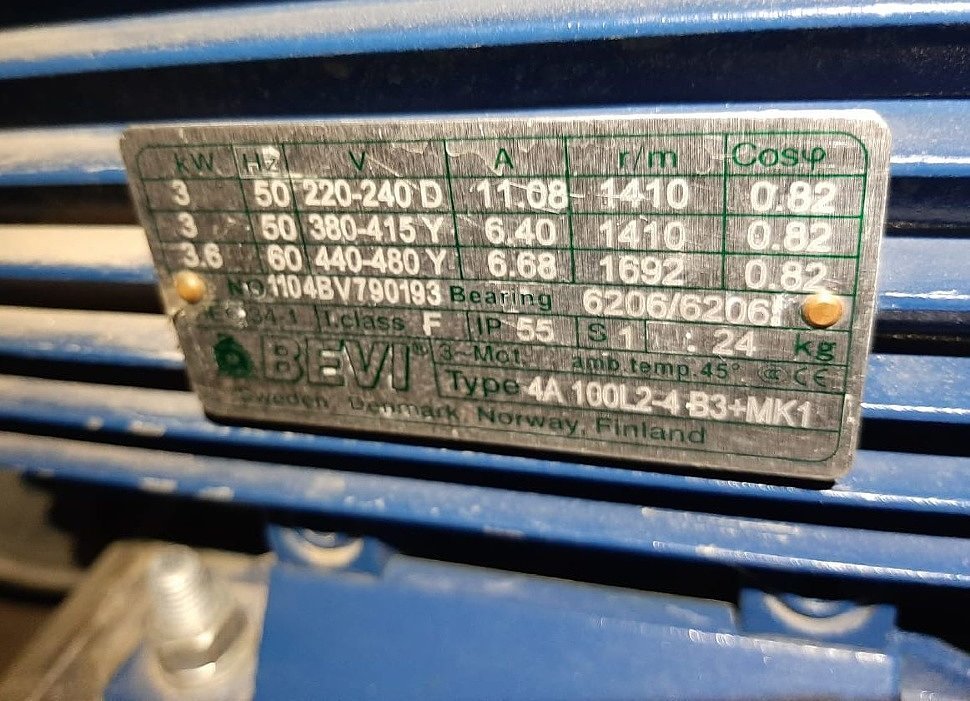 kW Hz V A r/m Cosφ
3 50 220-240 D 11.08 1410 0.82
3 50 380-415 Y 6.40 1410 0.82
3.6 60 440-480 Y 6.68 1692 0.82
NO 1104BV790193 Bearing 6206/6206
34-1 I.class F IP 55 S 1 : 24 kg
BEVI® 3~Mot. amb.temp.45° CCC CE
Type 4A 100L2-4-B3+MK1
Sweden, Denmark, Norway, Finland